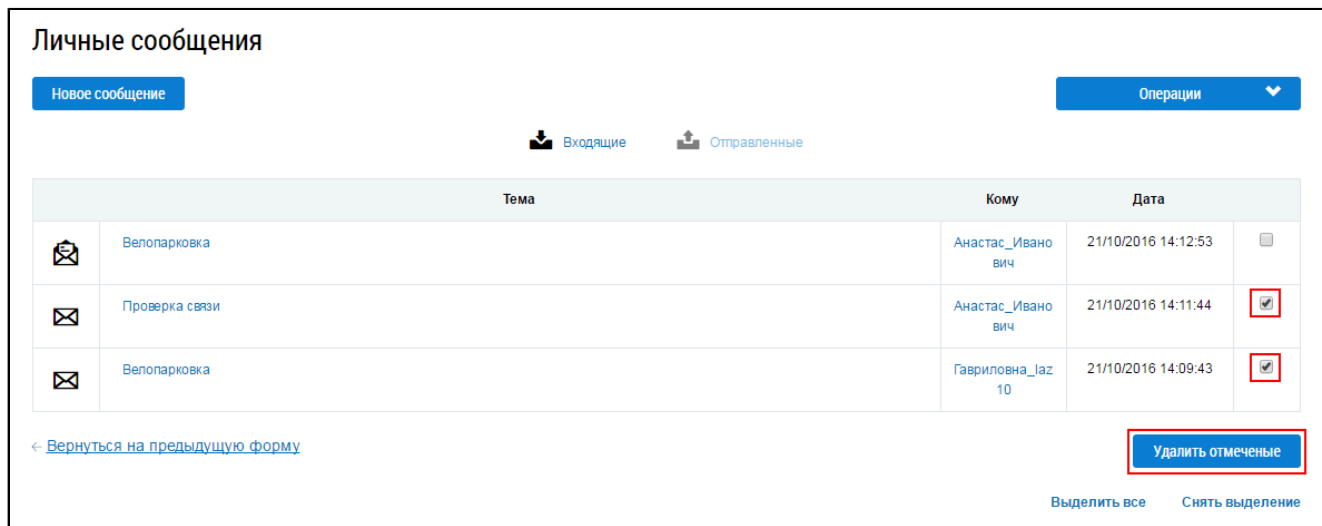 Личные сообщения
Новое сообщение
Операции
Входящие Отправленные
Тема Кому Дата
Велопарковка Анастас_Ивано 21/10/2016 14:12:53
вич
Проверка связи Анастас_Ивано 21/10/2016 14:11:44
вич
Велопарковка Гавриловна_laz 21/10/2016 14:09:43
10
← Вернуться на предыдущую форму
Удалить отмеченые
Выделить все Снять выделение